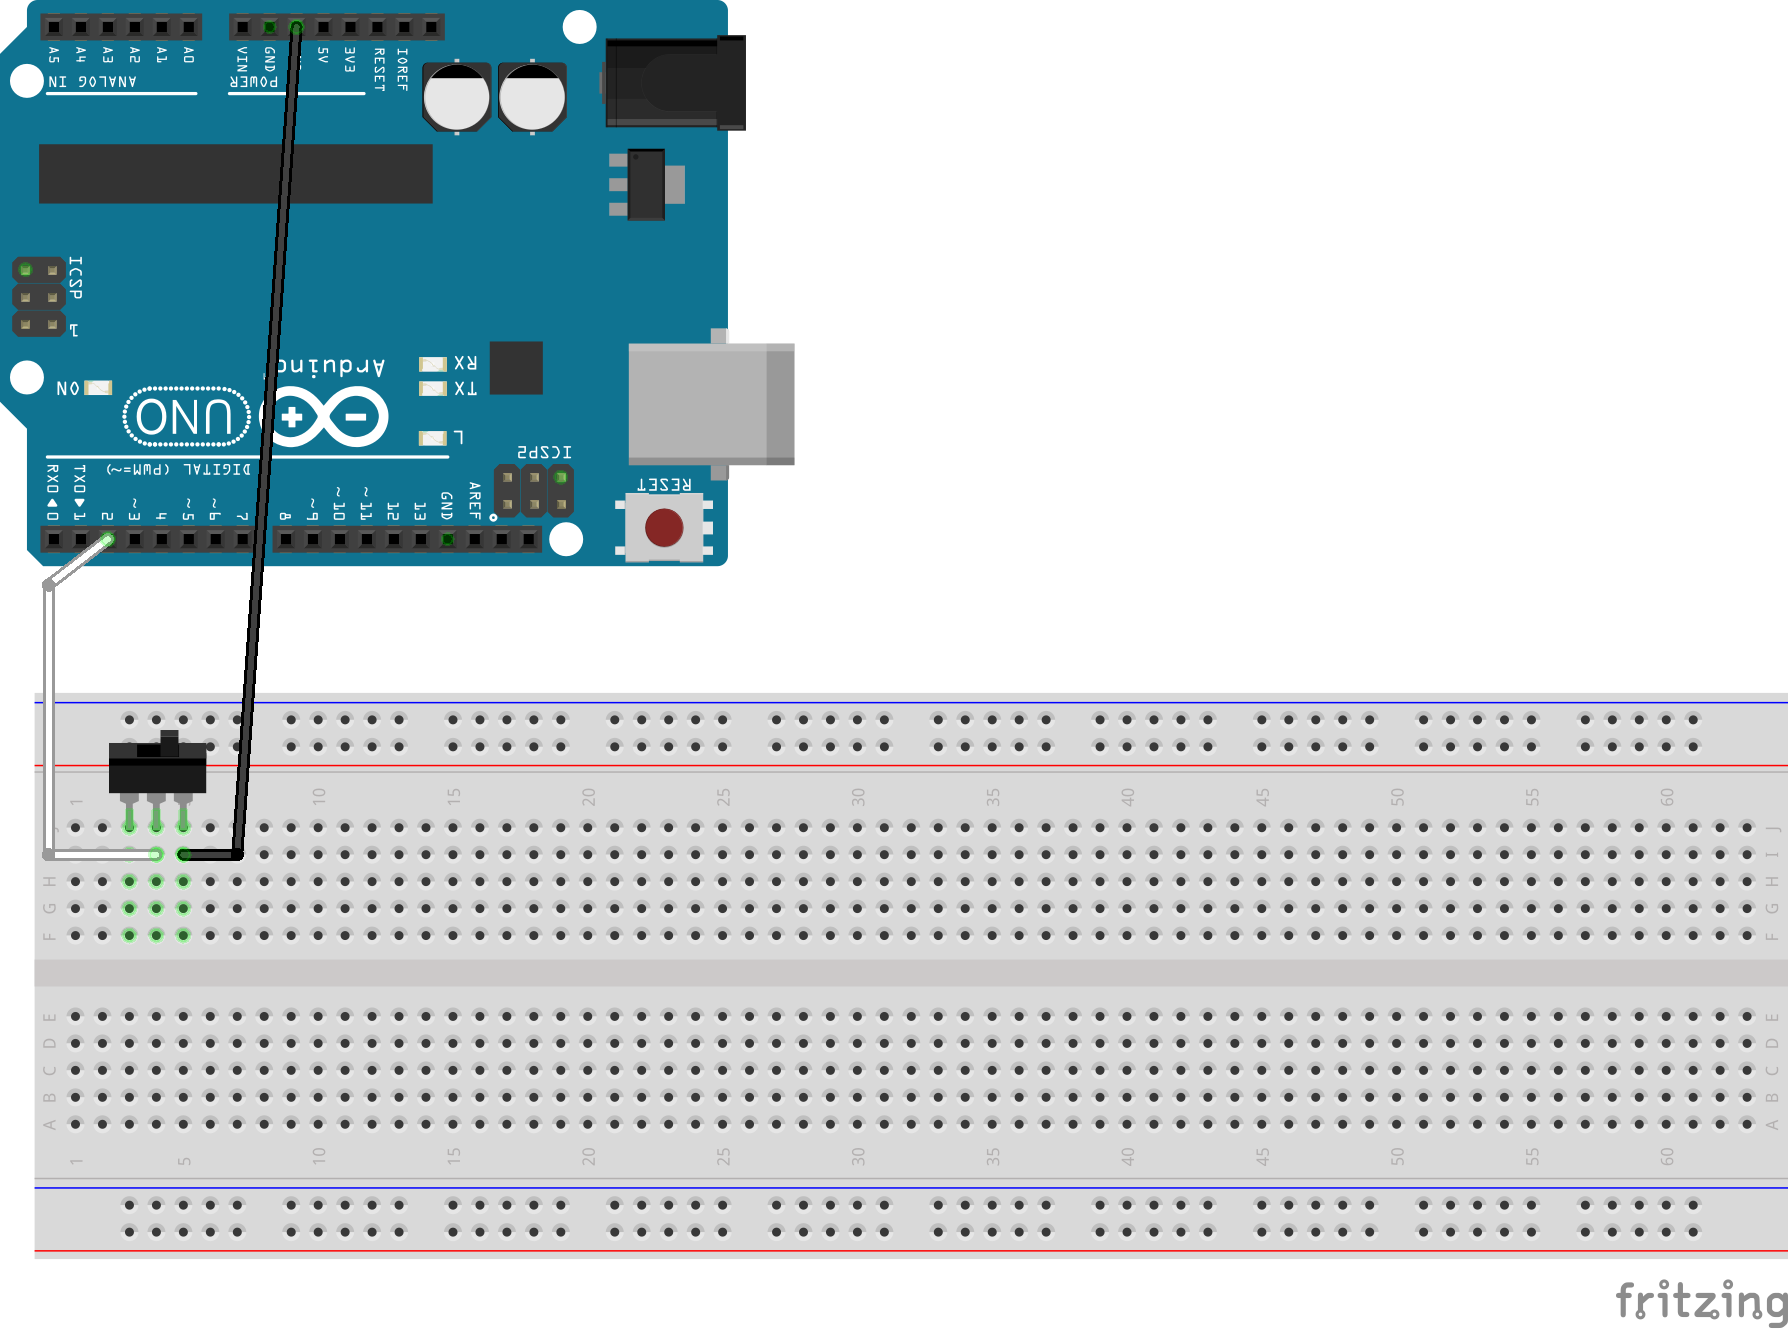 A5 A4 A3 A2 A1 A0
VIN GND 5V 3V3 RESET IOREF
ANALOG IN
POWER
ICSP
1
Arduino
RX
TX
ON
UNO
L
ICSP2
DIGITAL (PWM=~)
RESET
RX0 ◀ 0 TX0 ▶ 1 2 ~3 4 ~5 ~6 7 8 ~9 ~10 ~11 12 13 GND AREF
1 10 15 20 25 30 35 40 45 50 55 60
J J
I
H H
G G
F F
E E
D D
C C
B B
A A
1 5 10 15 20 25 30 35 40 45 50 55 60
fritzing